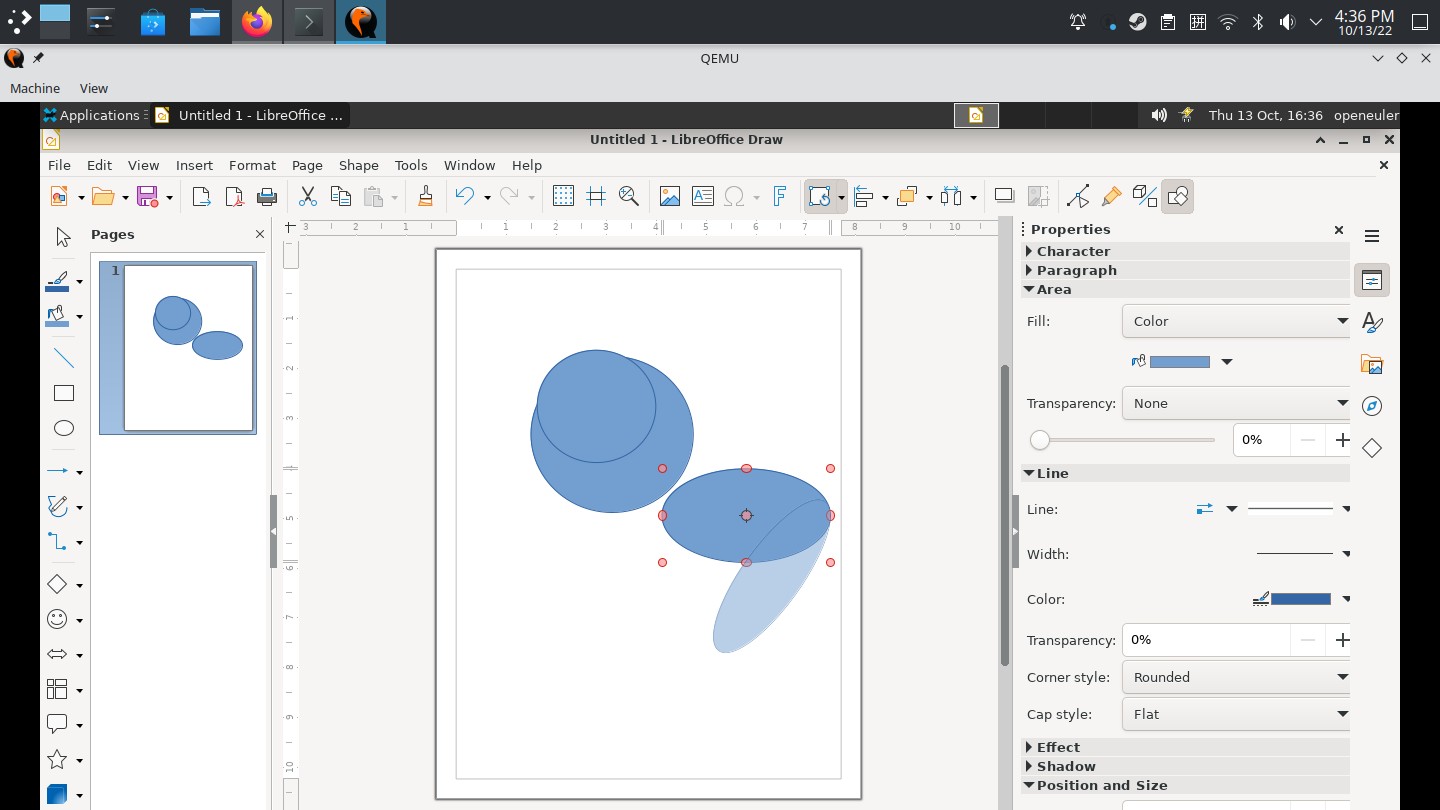 拼
4:36 PM
10/13/22
QEMU
Machine View
Applications
Untitled 1 - LibreOffice ...
Thu 13 Oct, 16:36
openeuler
Untitled 1 - LibreOffice Draw
File Edit View Insert Format Page Shape Tools Window Help
Pages
1
3 2 1 1 2 3 4 5 6 7 8 9 10
1
2
3
5
6
7
8
9
10
Properties
Character
Paragraph
Area
Fill: Color
Transparency: None
0%
Line
Line:
Width:
Color:
Transparency: 0%
Corner style: Rounded
Cap style: Flat
Effect
Shadow
Position and Size